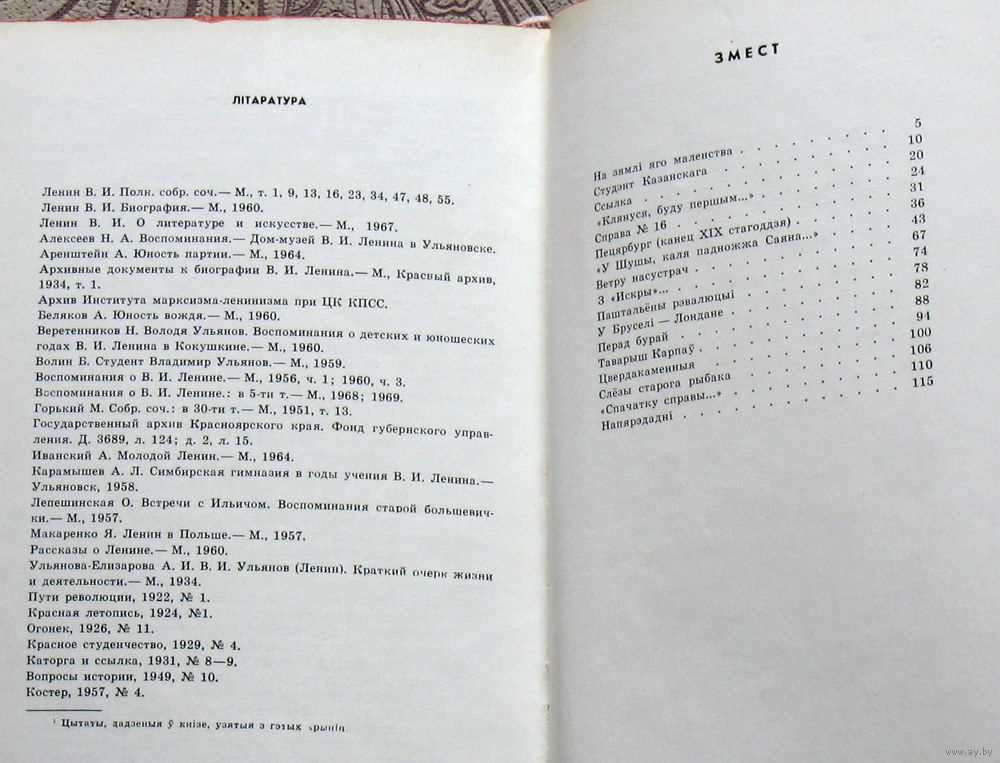 ЛІТАРАТУРА
Ленин В. И. Полн. собр. соч.— М., т. 1, 9, 13, 16, 23, 34, 47, 48, 55.
Ленин В. И. Биография.— М., 1960.
Ленин В. И. О литературе и искусстве.— М., 1967.
Алексеев Н. А. Воспоминания.— Дом-музей В. И. Ленина в Ульяновске.
Аренштейн А. Юность партии.— М., 1964.
Архивные документы к биографии В. И. Ленина.— М., Красный архив,
1934, т. 1.
Архив Института марксизма-ленинизма при ЦК КПСС.
Беляков А. Юность вождя.— М., 1960.
Веретенников Н. Володя Ульянов. Воспоминания о детских и юношеских
годах В. И. Ленина в Кокушкине.— М., 1960.
Волин Б. Студент Владимир Ульянов.— М., 1959.
Воспоминания о В. И. Ленине.— М., 1956, ч. 1; 1960, ч. 3.
Воспоминания о В. И. Ленине.: в 5-ти т.— М., 1968; 1969.
Горький М. Собр. соч.: в 30-ти т.— М., 1951, т. 13.
Государственный архив Красноярского края. Фонд губернского управ-
ления. Д. 3689, л. 124; д. 2, л. 15.
Иванский А. Молодой Ленин.— М., 1964.
Карамышев А. Л. Симбирская гимназия в годы учения В. И. Ленина.—
Ульяновск, 1958.
Лепешинская О. Встречи с Ильичом. Воспоминания старой большевич-
ки.— М., 1957.
Макаренко Я. Ленин в Польше.— М., 1957.
Рассказы о Ленине.— М., 1960.
Ульянова-Елизарова А. И. В. И. Ульянов (Ленин). Краткий очерк жизни
и деятельности.— М., 1934.
Пути революции, 1922, № 1.
Красная летопись, 1924, №1.
Огонек, 1926, № 11.
Красное студенчество, 1929, № 4.
Каторга и ссылка, 1931, № 8—9.
Вопросы истории, 1949, № 10.
Костер, 1957, № 4.
¹ Цытаты, дадзеныя ў кнізе, узятыя з гэтых крыніц.
ЗМЕСТ
На зямлі яго маленства . . . . . . . . 5
Студэнт Казанскага . . . . . . . . 10
Ссылка . . . . . . . . 20
«Клянуся, буду першым...» . . . . . . . . 24
Справа № 16 . . . . . . . . 31
Пецярбург (канец XIX стагоддзя) . . . . . . . . 36
«У Шушы, каля падножжа Саяна...» . . . . . . . . 43
Ветру насустрач . . . . . . . . 67
З «Искры»... . . . . . . . . 74
Паштальёны рэвалюцыі . . . . . . . . 78
У Бруселі — Лондане . . . . . . . . 82
Перад бурай . . . . . . . . 88
Таварыш Карпаў . . . . . . . . 94
Цвердакаменныя . . . . . . . . 100
Слёзы старога рыбака . . . . . . . . 106
«Спачатку справы...» . . . . . . . . 110
Напярэдадні . . . . . . . . 115
www.ay.by